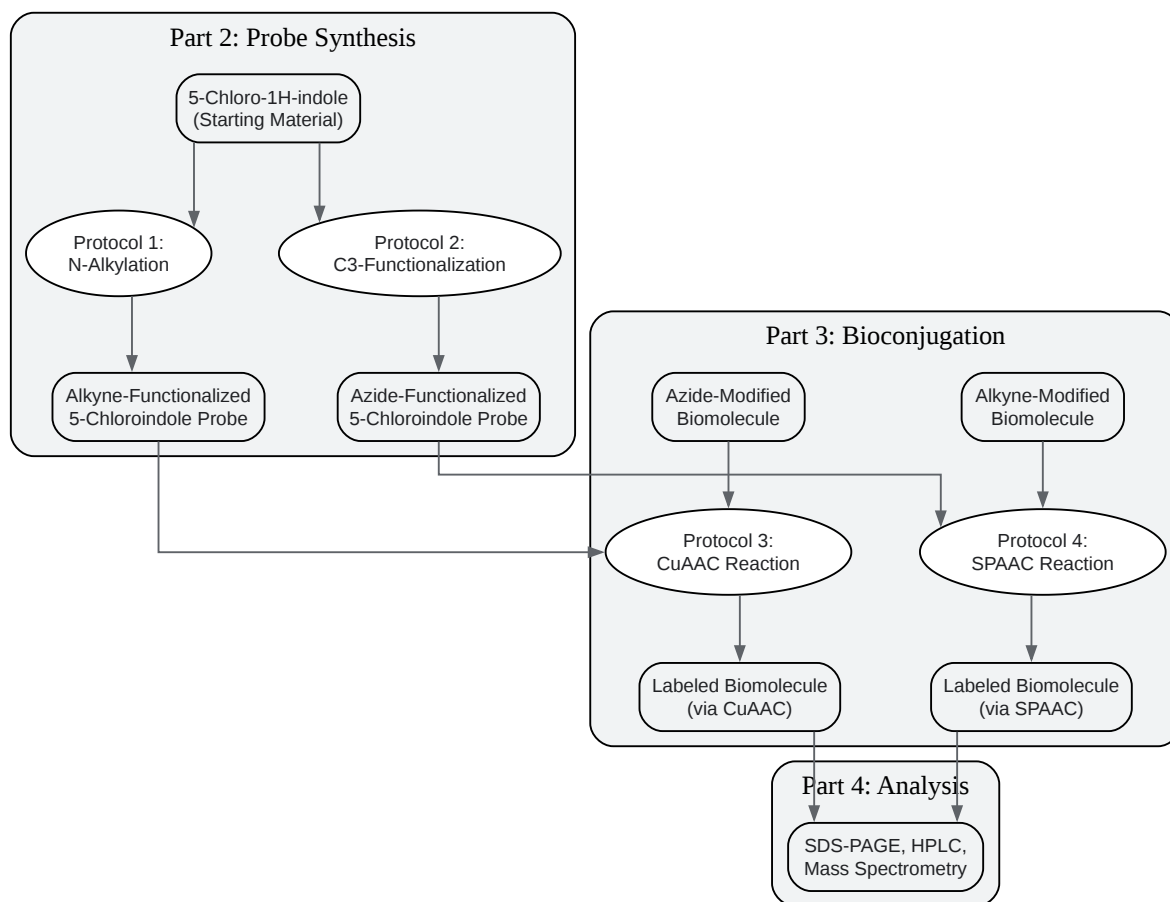 Part 2: Probe Synthesis
5-Chloro-1H-indole
(Starting Material)
Protocol 1:
N-Alkylation
Protocol 2:
C3-Functionalization
Alkyne-Functionalized
5-Chloroindole Probe
Azide-Functionalized
5-Chloroindole Probe
Part 3: Bioconjugation
Azide-Modified
Biomolecule
Alkyne-Modified
Biomolecule
Protocol 3:
CuAAC Reaction
Protocol 4:
SPAAC Reaction
Labeled Biomolecule
(via CuAAC)
Labeled Biomolecule
(via SPAAC)
Part 4: Analysis
SDS-PAGE, HPLC,
Mass Spectrometry